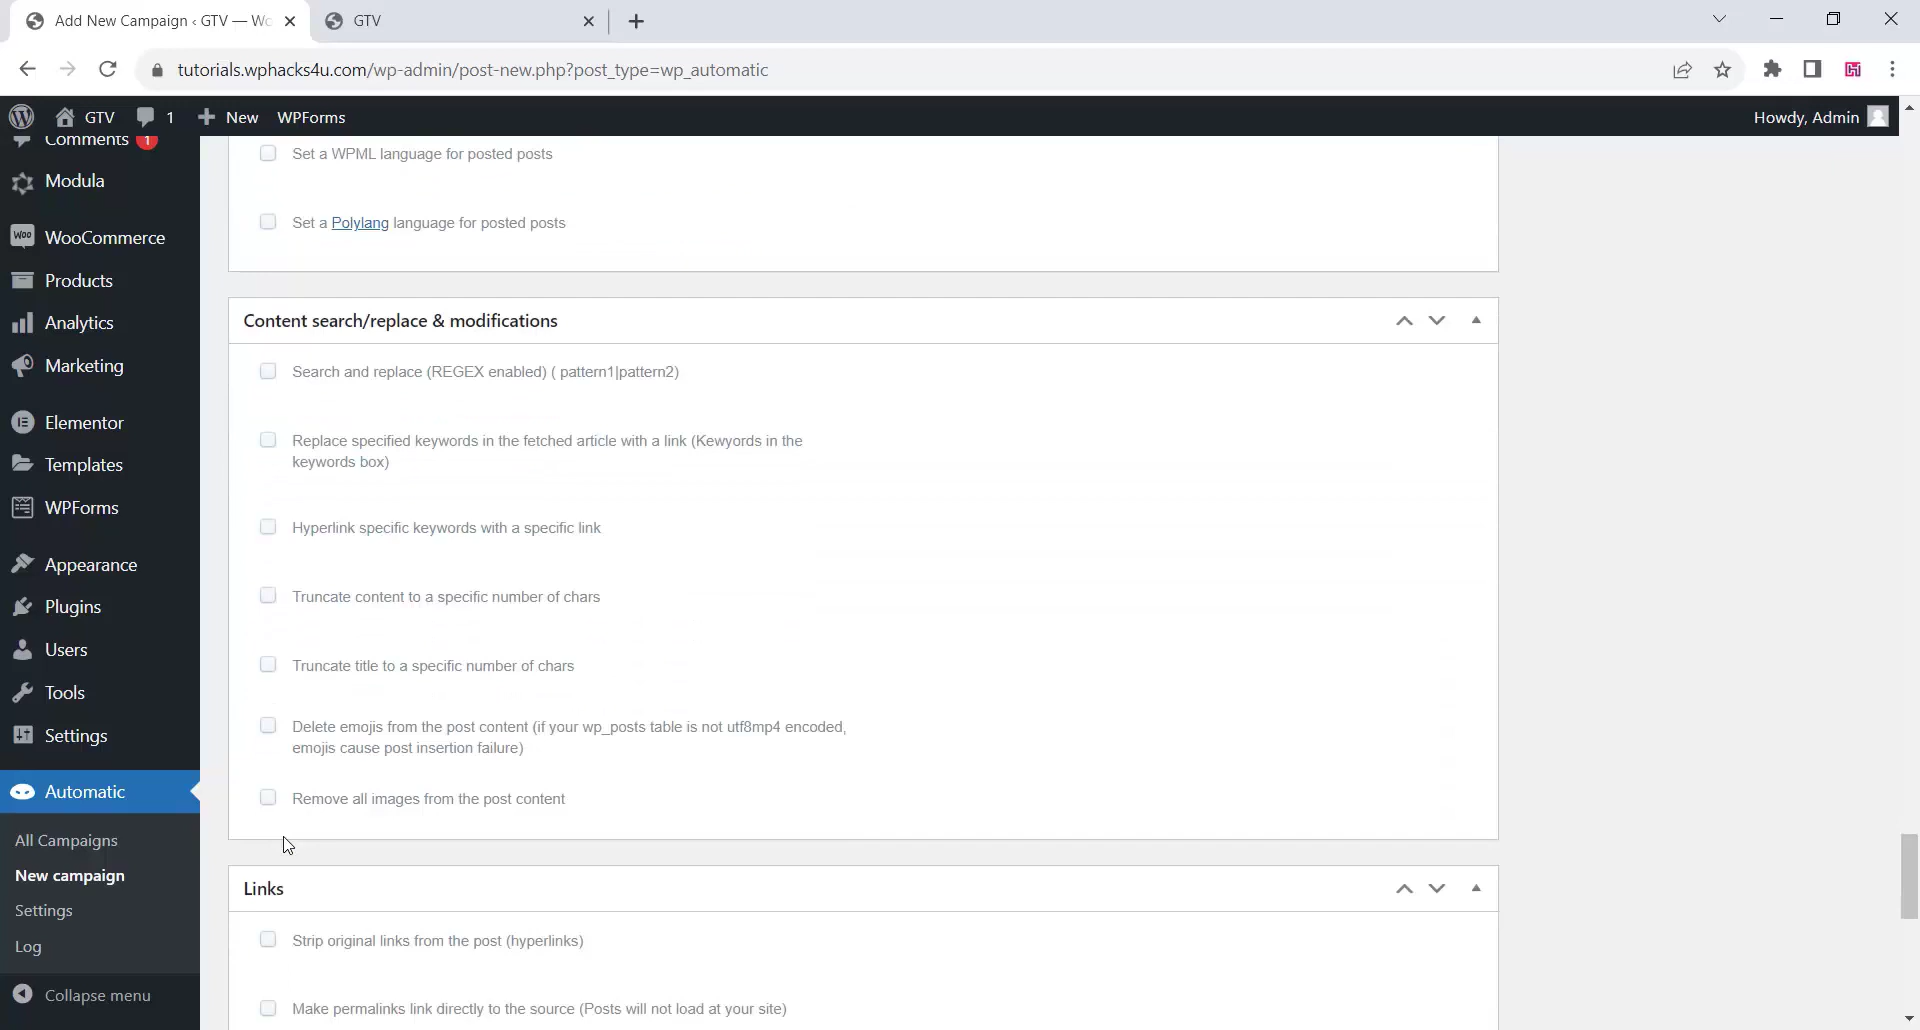 Add New Campaign ‹ GTV — Wo
GTV
tutorials.wphacks4u.com/wp-admin/post-new.php?post_type=wp_automatic
GTV
1
New
WPForms
Howdy, Admin
Comments 1
Modula
WooCommerce
Products
Analytics
Marketing
Elementor
Templates
WPForms
Appearance
Plugins
Users
Tools
Settings
Automatic
All Campaigns
New campaign
Settings
Log
Collapse menu
Set a WPML language for posted posts
Set a Polylang language for posted posts
Content search/replace & modifications
Search and replace (REGEX enabled) ( pattern1|pattern2)
Replace specified keywords in the fetched article with a link (Kewyords in the
keywords box)
Hyperlink specific keywords with a specific link
Truncate content to a specific number of chars
Truncate title to a specific number of chars
Delete emojis from the post content (if your wp_posts table is not utf8mp4 encoded,
emojis cause post insertion failure)
Remove all images from the post content
Links
Strip original links from the post (hyperlinks)
Make permalinks link directly to the source (Posts will not load at your site)